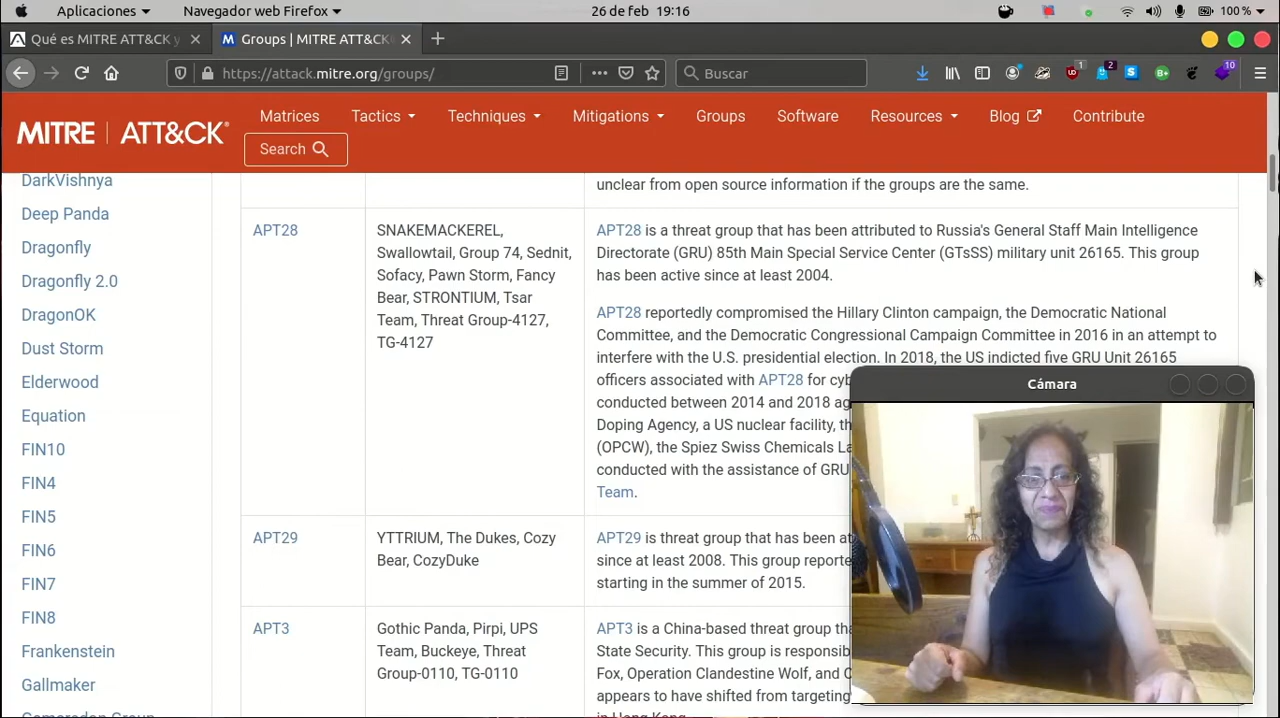 Aplicaciones
Navegador web Firefox
26 de feb 19:16
100 %
Qué es MITRE ATT&CK y
Groups | MITRE ATT&CK®
https://attack.mitre.org/groups/
Buscar
1
2
10
MITRE | ATT&CK®
Matrices
Tactics
Techniques
Mitigations
Groups
Software
Resources
Blog
Contribute
Search
DarkVishnya
Deep Panda
Dragonfly
Dragonfly 2.0
DragonOK
Dust Storm
Elderwood
Equation
FIN10
FIN4
FIN5
FIN6
FIN7
FIN8
Frankenstein
Gallmaker
Gamaredon Group
unclear from open source information if the groups are the same.
APT28
SNAKEMACKEREL,
Swallowtail, Group 74, Sednit,
Sofacy, Pawn Storm, Fancy
Bear, STRONTIUM, Tsar
Team, Threat Group-4127,
TG-4127
APT28 is a threat group that has been attributed to Russia's General Staff Main Intelligence
Directorate (GRU) 85th Main Special Service Center (GTsSS) military unit 26165. This group
has been active since at least 2004.
APT28 reportedly compromised the Hillary Clinton campaign, the Democratic National
Committee, and the Democratic Congressional Campaign Committee in 2016 in an attempt to
interfere with the U.S. presidential election. In 2018, the US indicted five GRU Unit 26165
officers associated with APT28 for cyb
conducted between 2014 and 2018 ag
Doping Agency, a US nuclear facility, th
(OPCW), the Spiez Swiss Chemicals La
conducted with the assistance of GRU
Team.
APT29
YTTRIUM, The Dukes, Cozy
Bear, CozyDuke
APT29 is threat group that has been at
since at least 2008. This group reporte
starting in the summer of 2015.
APT3
Gothic Panda, Pirpi, UPS
Team, Buckeye, Threat
Group-0110, TG-0110
APT3 is a China-based threat group tha
State Security. This group is responsib
Fox, Operation Clandestine Wolf, and O
appears to have shifted from targeting
in Hong Kong.
Cámara